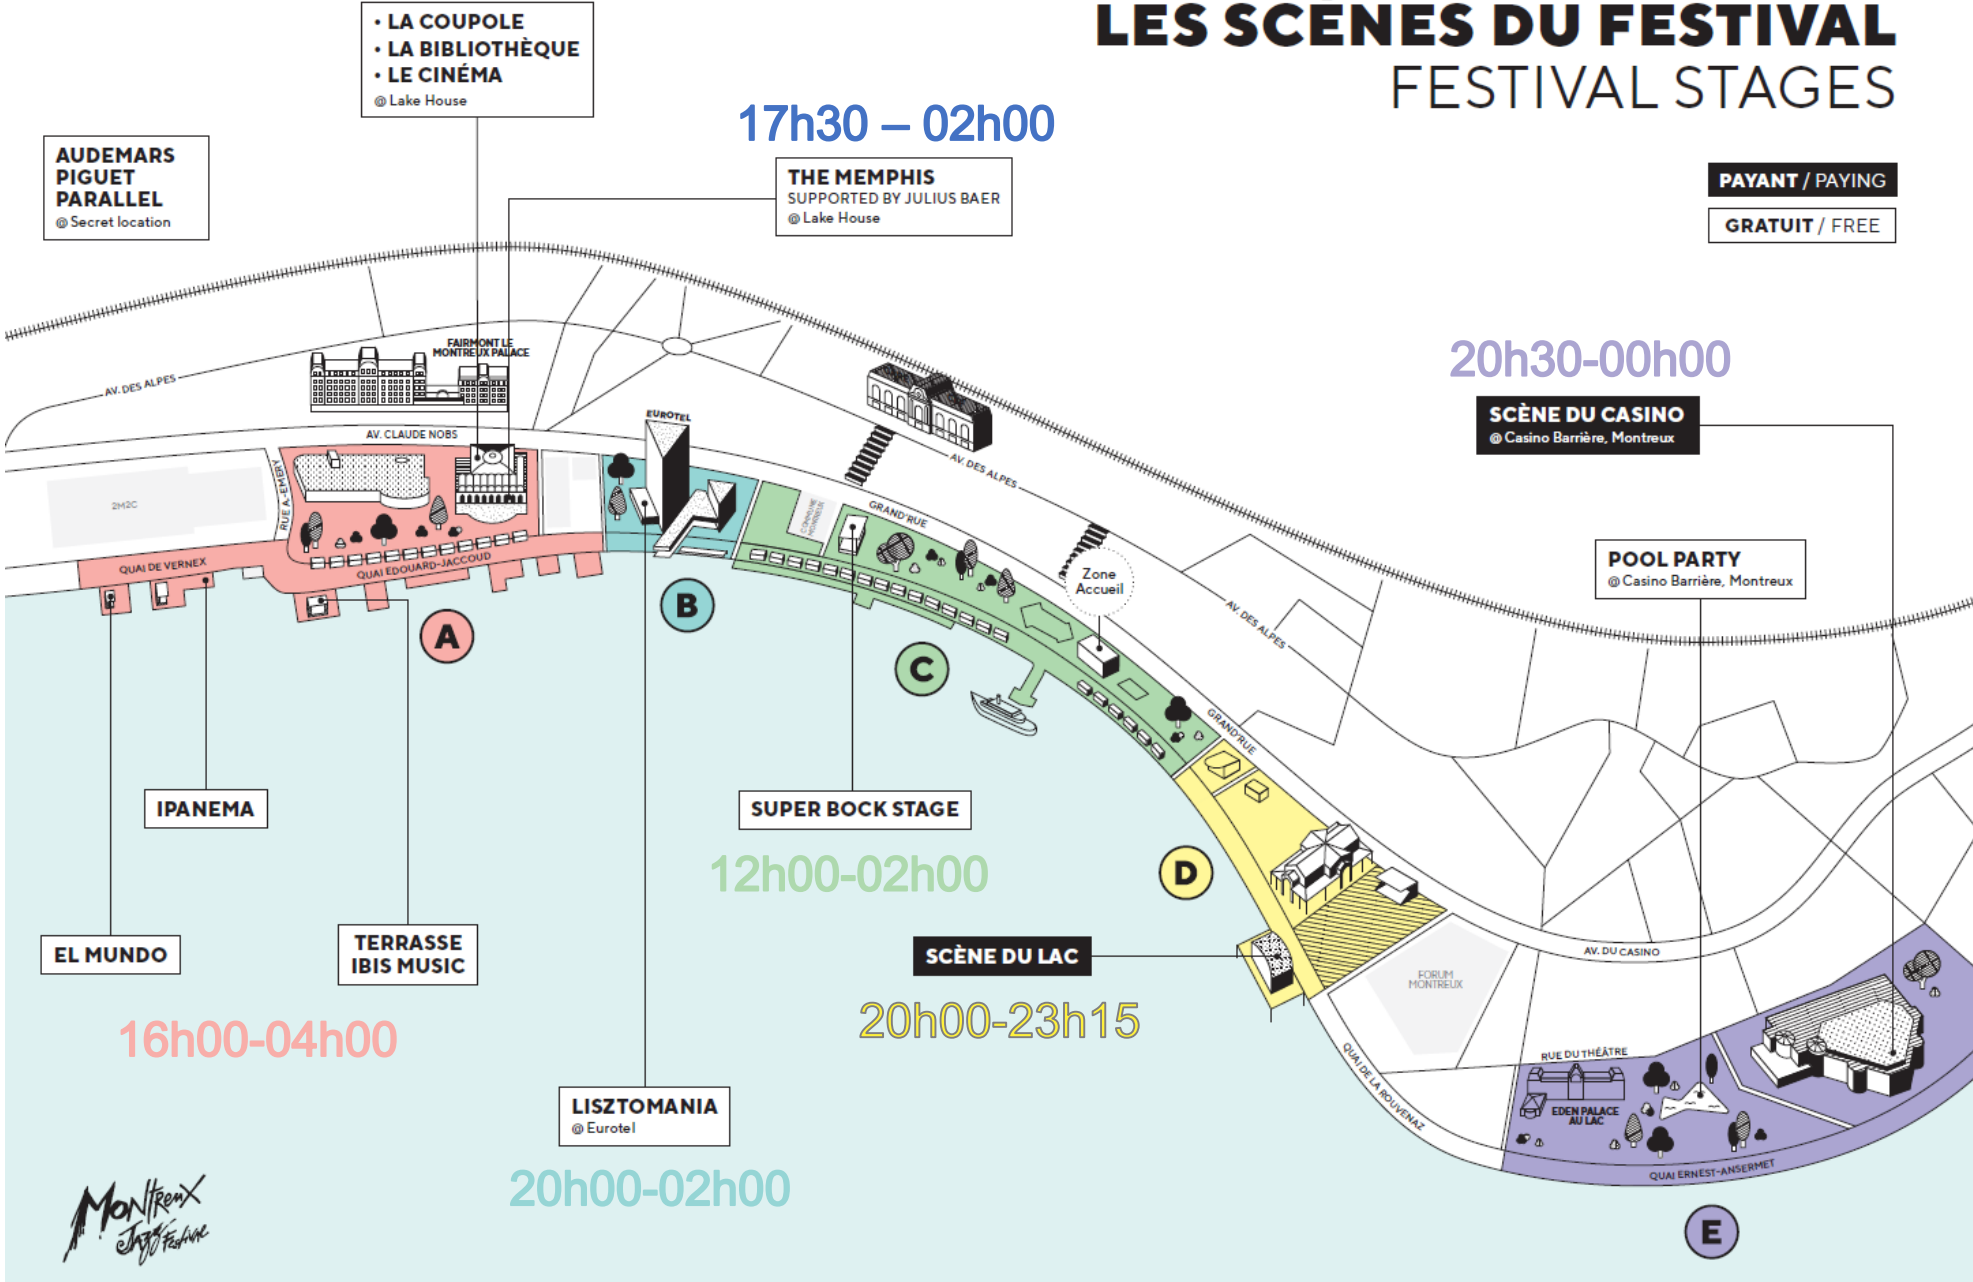 LES SCÈNES DU FESTIVAL
FESTIVAL STAGES
• LA COUPOLE
• LA BIBLIOTHÈQUE
• LE CINÉMA
@ Lake House
17h30 – 02h00
AUDEMARS
PIGUET
PARALLEL
@ Secret location
THE MEMPHIS
SUPPORTED BY JULIUS BAER
@ Lake House
PAYANT / PAYING
GRATUIT / FREE
FAIRMONT LE
MONTREUX PALACE
AV. DES ALPES
20h30-00h00
SCÈNE DU CASINO
@ Casino Barrière, Montreux
EUROTEL
AV. CLAUDE NOBS
AV. DES ALPES
2M2C
RUE A.-EMERY
GRAND'RUE
QUAI DE VERNEX
QUAI EDOUARD-JACCOUD
Zone
Accueil
POOL PARTY
@ Casino Barrière, Montreux
A
B
C
AV. DES ALPES
GRAND'RUE
IPANEMA
SUPER BOCK STAGE
12h00-02h00
D
EL MUNDO
TERRASSE
IBIS MUSIC
SCÈNE DU LAC
AV. DU CASINO
FORUM
MONTREUX
16h00-04h00
20h00-23h15
QUAI DE LA ROUVENAZ
RUE DU THÉÂTRE
EDEN PALACE
AU LAC
LISZTOMANIA
@ Eurotel
20h00-02h00
QUAI ERNEST-ANSERMET
MONTREUX
Jazz Festival
E